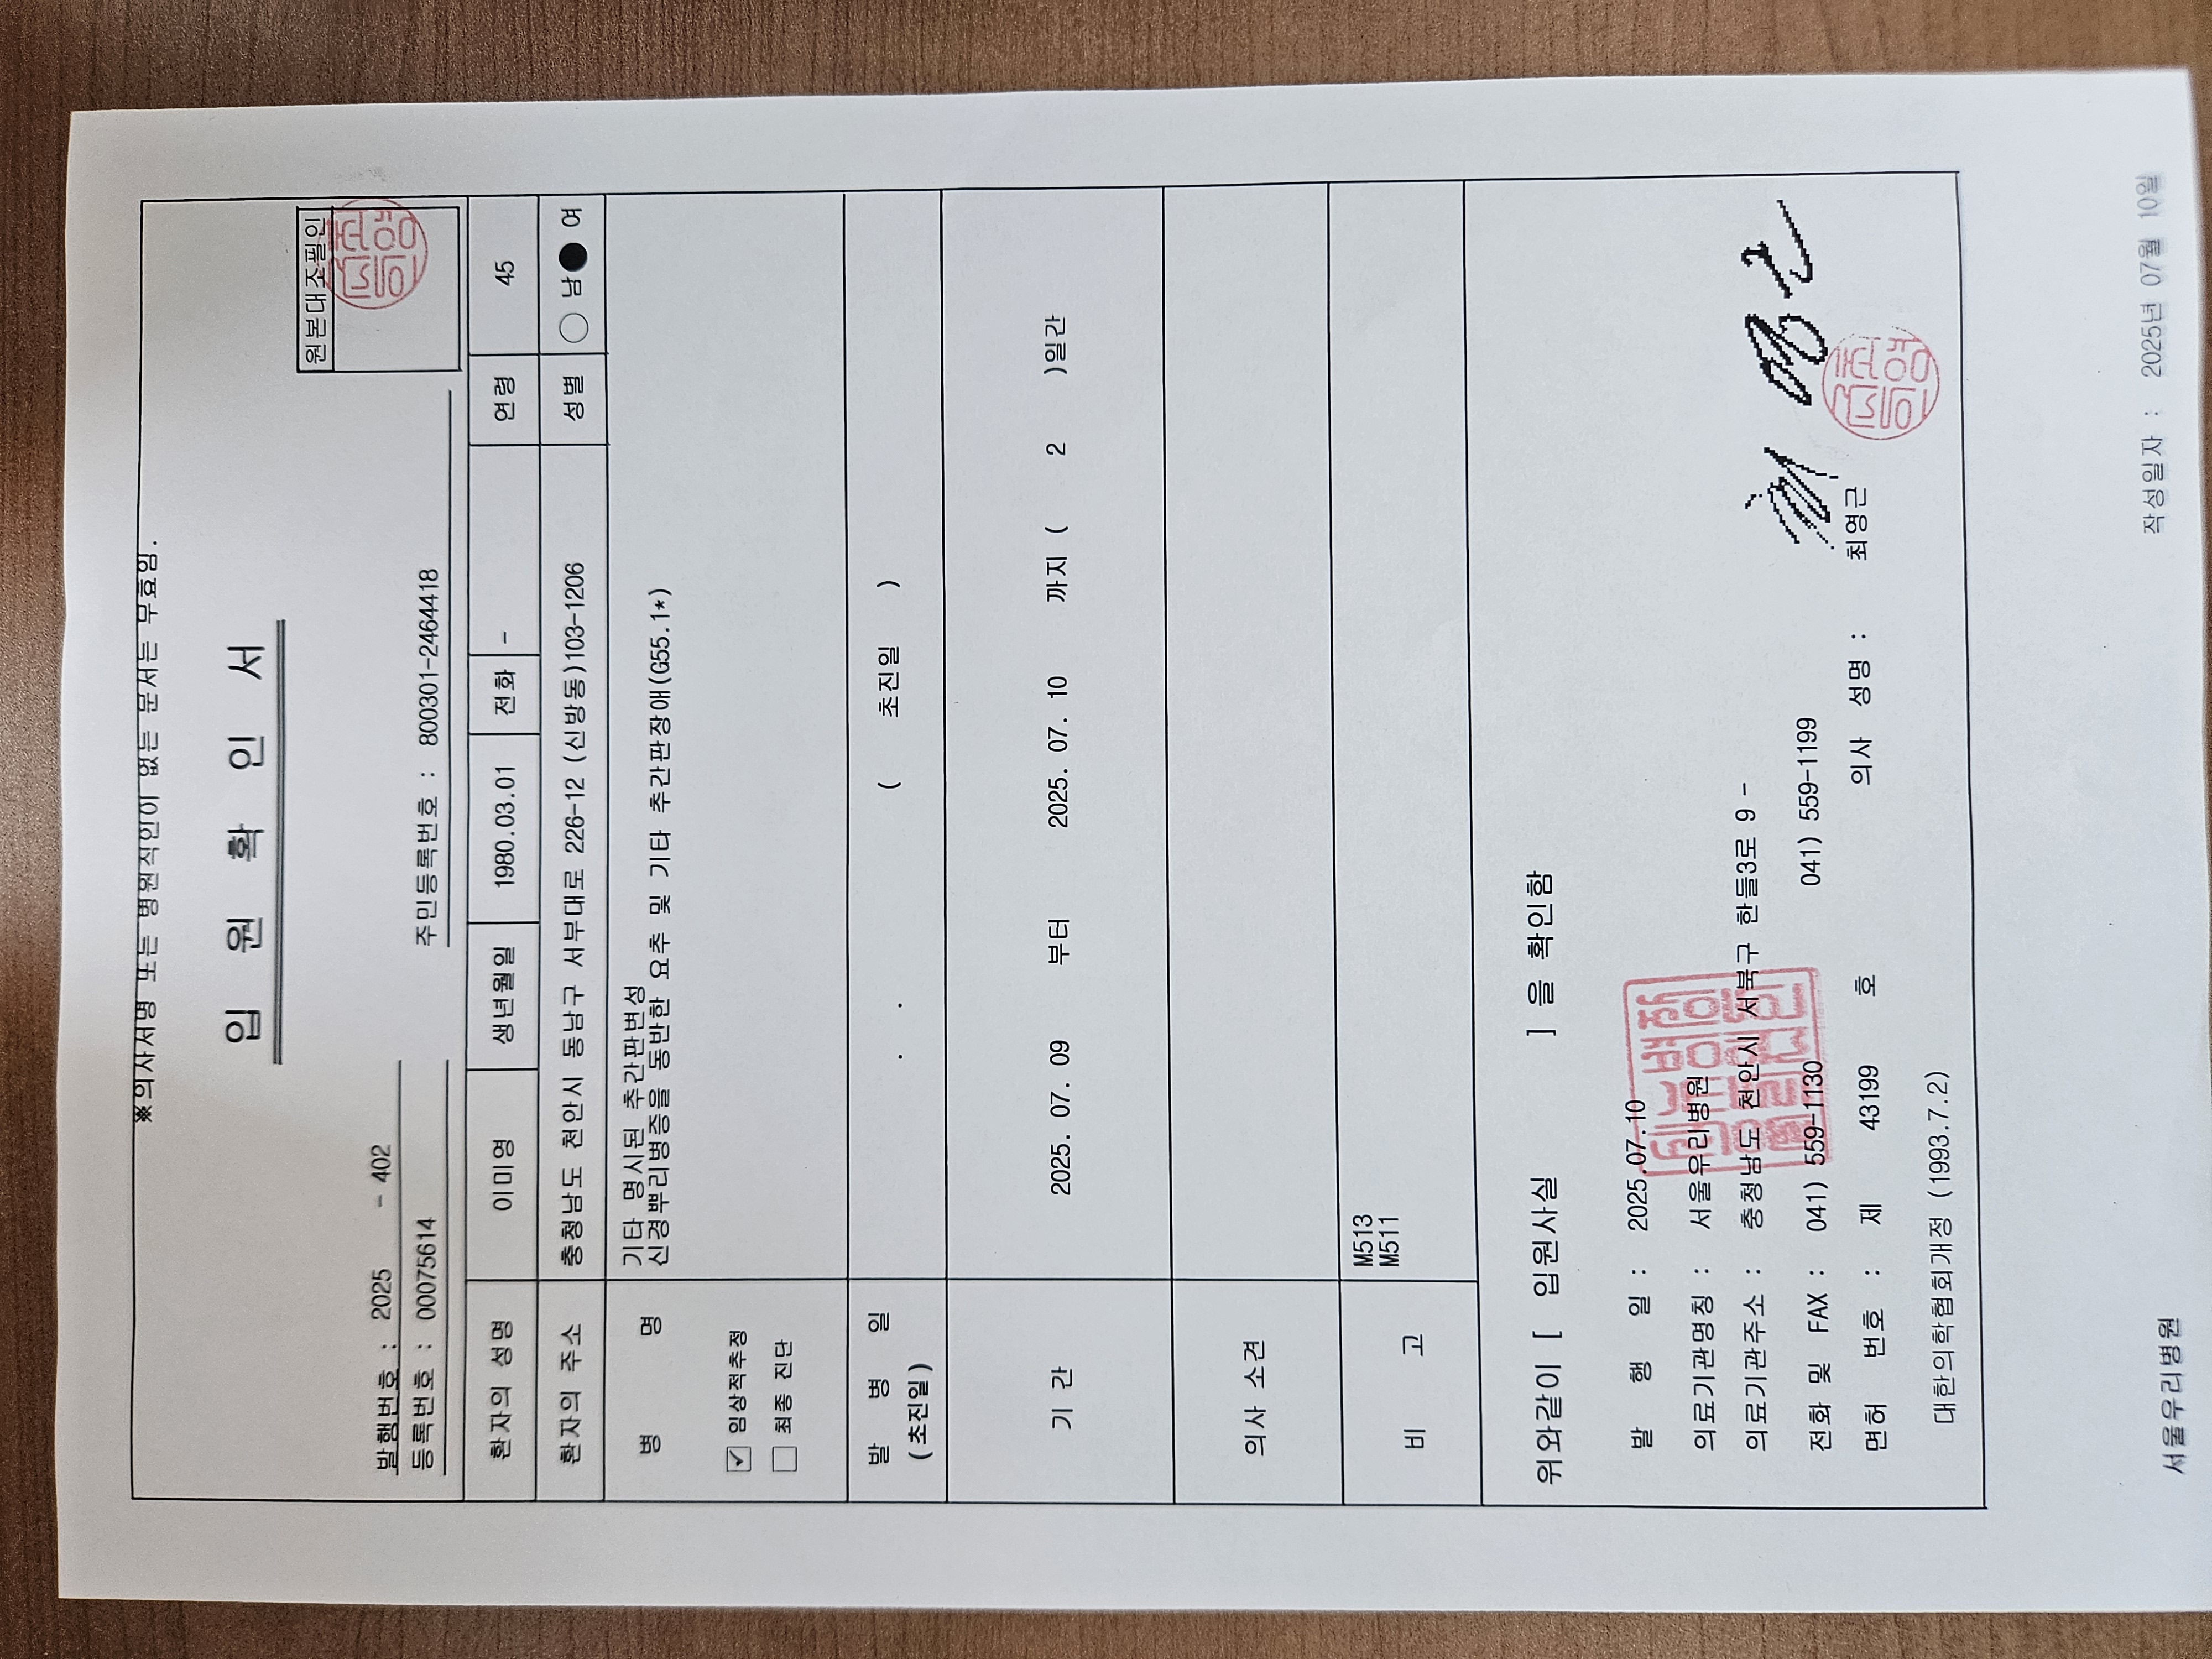 ※의사서명 또는 병원직인이 없는 문서는 무효임.
입 원 확 인 서
원본대조필인
발행번호 : 2025 - 402
등록번호 : 00075614 주민등록번호 : 800301-2464418
환자의 성명 이미영 생년월일 1980.03.01 전화 - 연령 45
환자의 주소 충청남도 천안시 동남구 서부대로 226-12 (신방동)103-1206 성별 ○ 남 ● 여
병 명 기타 명시된 추간판변성
신경뿌리병증을 동반한 요추 및 기타 추간판장애(G55.1*)
☑ 임상적추정
☐ 최종 진단
발 병 일 . . ( 초진일 )
(초진일)
기 간 2025. 07. 09 부터 2025. 07. 10 까지 ( 2 )일간
의사 소견
비 고 M513
M511
위와같이 [ 입원사실 ] 을 확인함
발 행 일 : 2025.07.10
의료기관명칭 : 서울우리병원
의료기관주소 : 충청남도 천안시 서북구 한들3로 9 -
전화 및 FAX : 041) 559-1130 041) 559-1199
면허 번호 : 제 43199 호 의사 성명 : 최영근
대한의학협회개정 (1993.7.2)
서울우리병원 작성일자 : 2025년 07월 10일